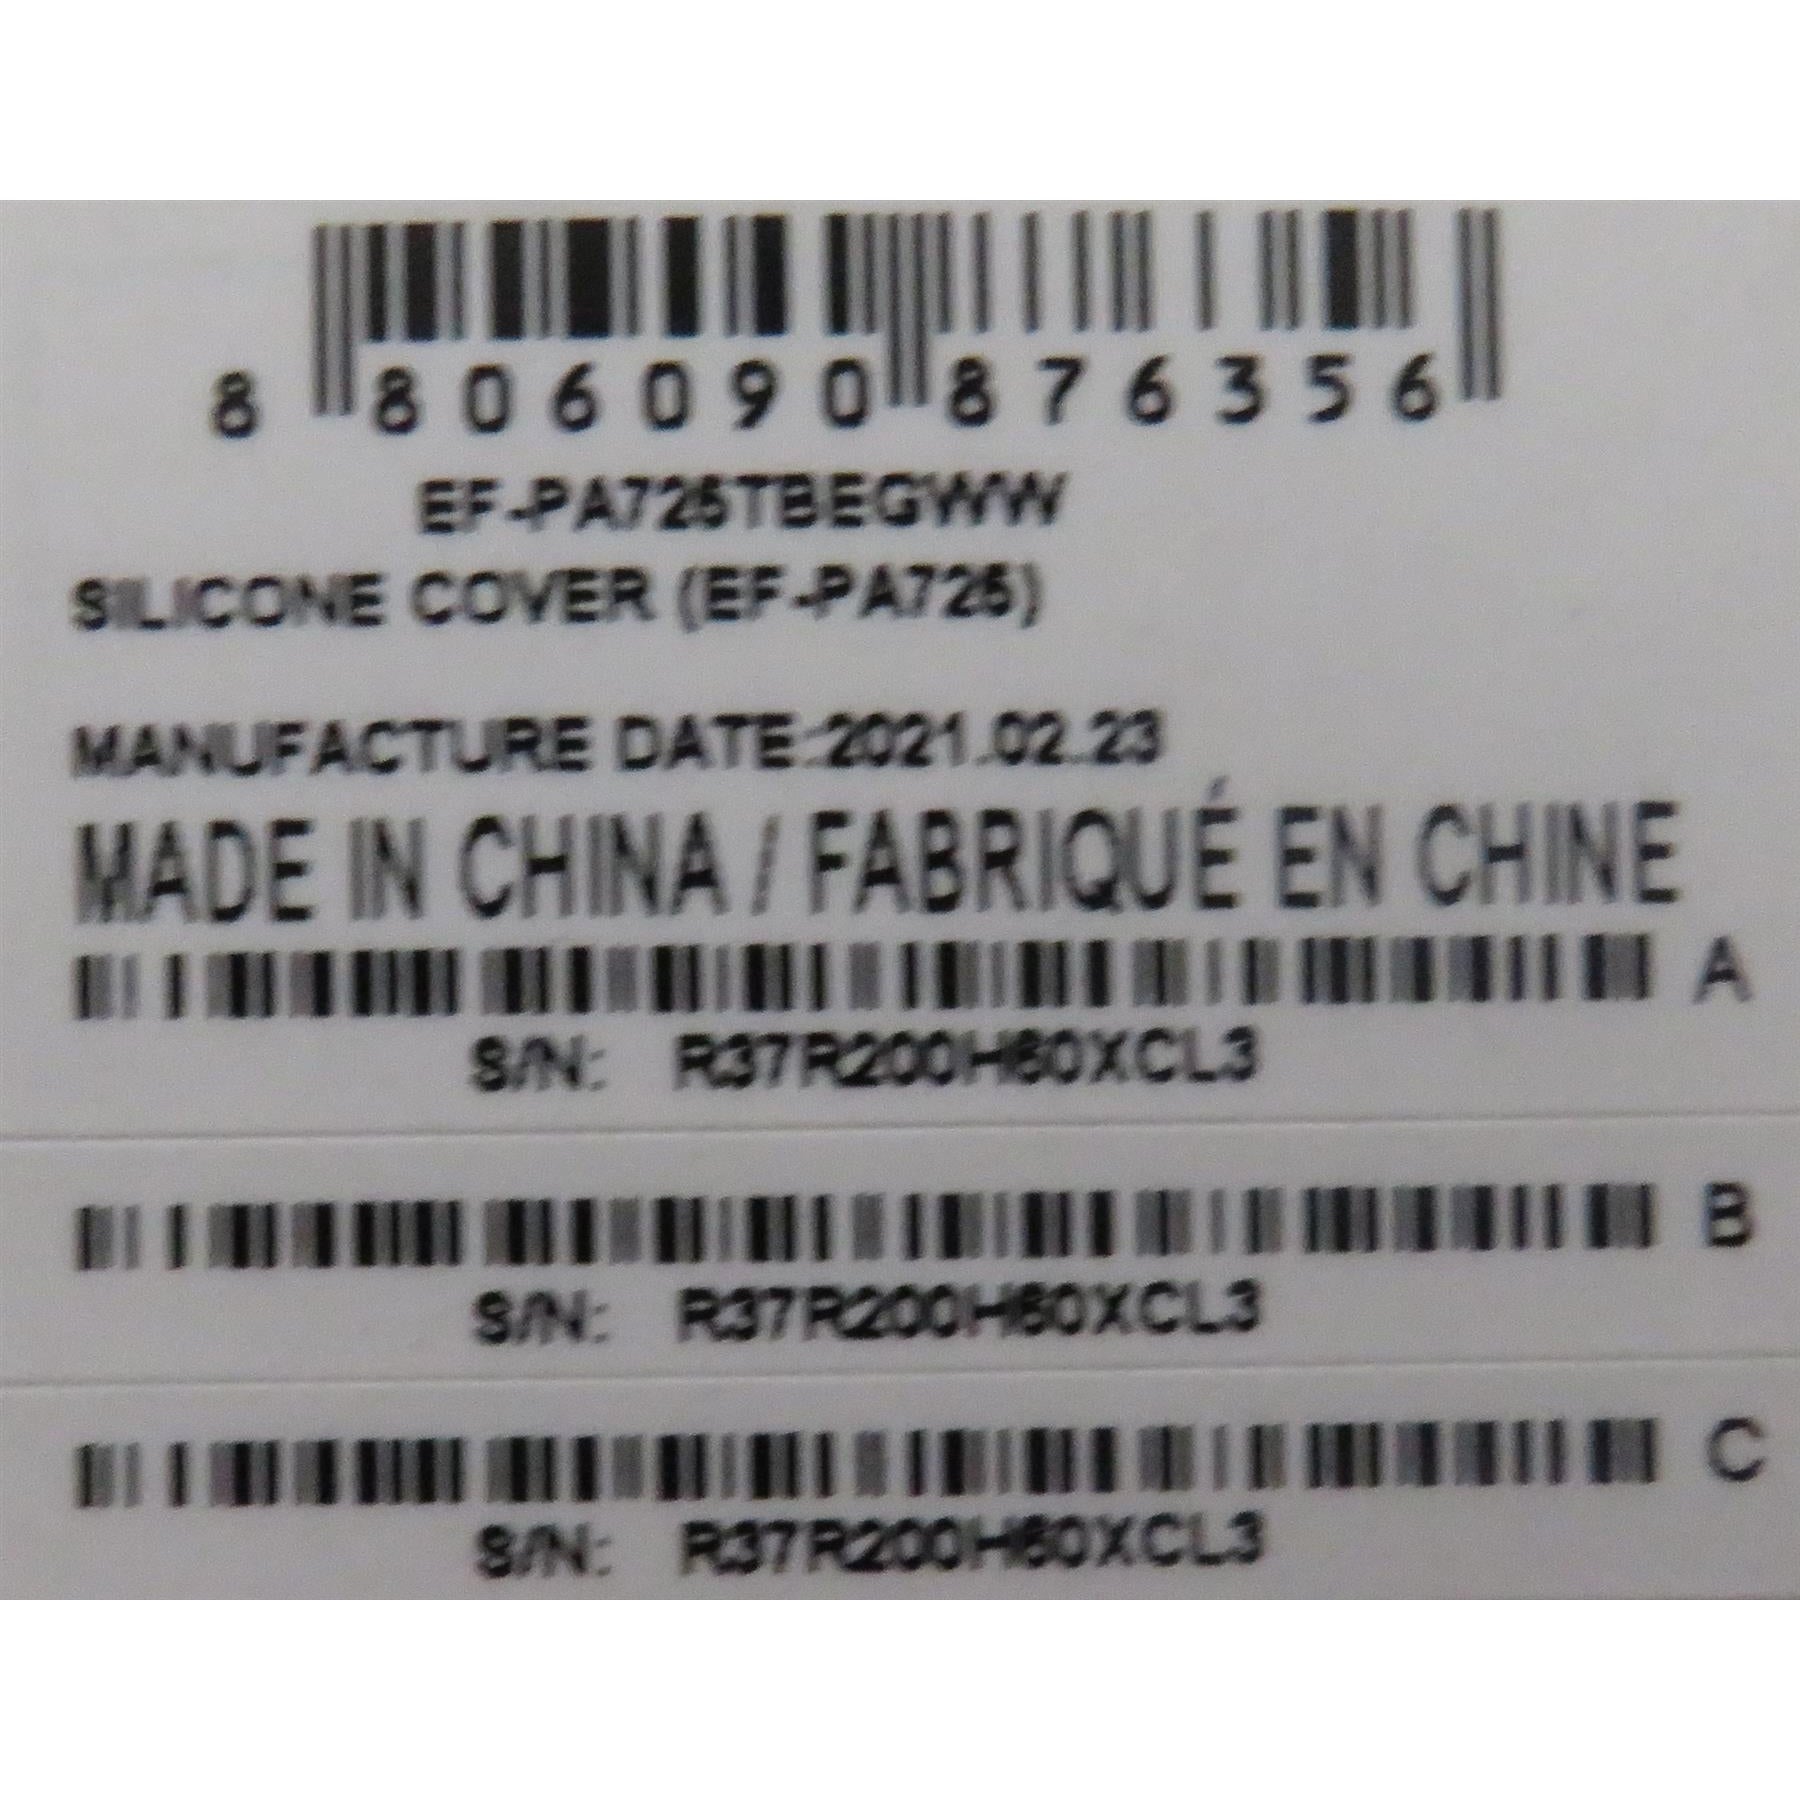 8 806090 876356
EF-PA725TBEGWW
SILICONE COVER (EF-PA725)
MANUFACTURE DATE:2021.02.23
MADE IN CHINA / FABRIQUÉ EN CHINE
A
S/N: R37R200H60XCL3
B
S/N: R37R200H60XCL3
C
S/N: R37R200H60XCL3